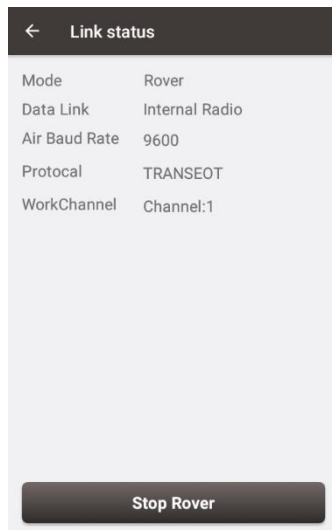 Link status
Mode Rover
Data Link Internal Radio
Air Baud Rate 9600
Protocal TRANSEOT
WorkChannel Channel:1
Stop Rover